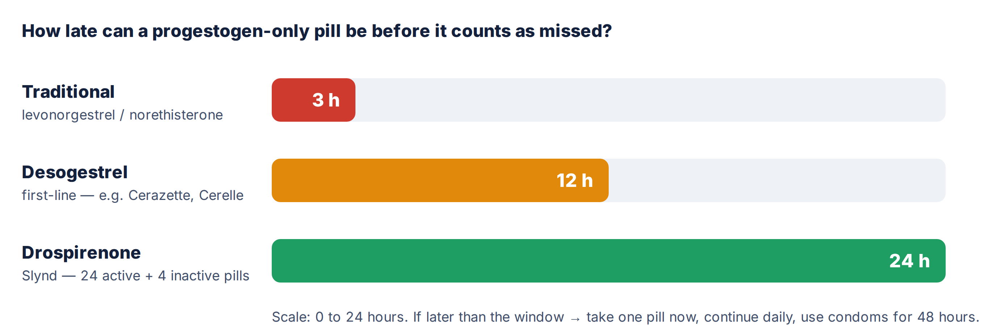 How late can a progestogen-only pill be before it counts as missed?
Traditional
levonorgestrel / norethisterone
3 h
Desogestrel
first-line — e.g. Cerazette, Cerelle
12 h
Drospirenone
Slynd — 24 active + 4 inactive pills
24 h
Scale: 0 to 24 hours. If later than the window → take one pill now, continue daily, use condoms for 48 hours.